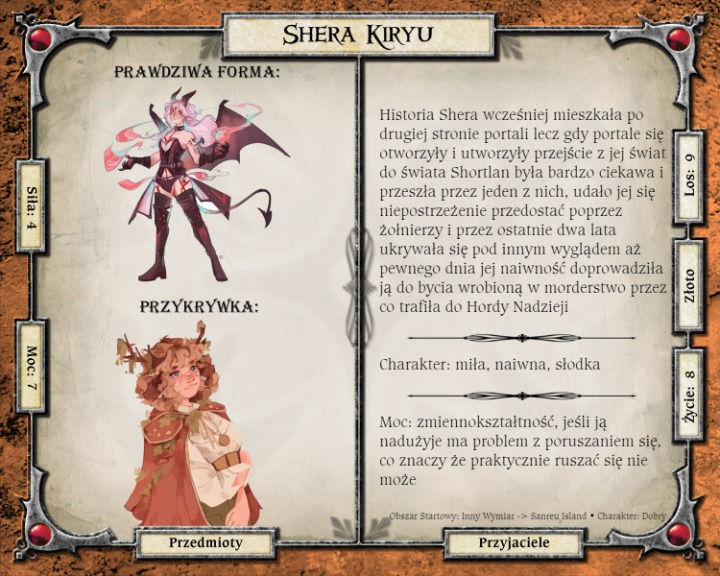 Shera Kiryu
Prawdziwa forma:
Przykrywka:
Siła: 4
Moc: 7
Historia Shera wcześniej mieszkała po
drugiej stronie portali lecz gdy portale się
otworzyły i utworzyły przejście z jej świat
do świata Shortlan była bardzo ciekawa i
przeszła przez jeden z nich, udało jej się
niepostrzeżenie przedostać poprzez
żołnierzy i przez ostatnie dwa lata
ukrywała się pod innym wyglądem aż
pewnego dnia jej naiwność doprowadziła
ją do bycia wrobioną w morderstwo przez
co trafiła do Hordy Nadzieji
Charakter: miła, naiwna, słodka
Moc: zmiennokształtność, jeśli ją
nadużyje ma problem z poruszaniem się,
co znaczy że praktycznie ruszać się nie
może
Obszar Startowy: Inny Wymiar -> Sanreu Island • Charakter: Dobry
Los: 9
Złoto
Życie: 8
Przedmioty
Przyjaciele